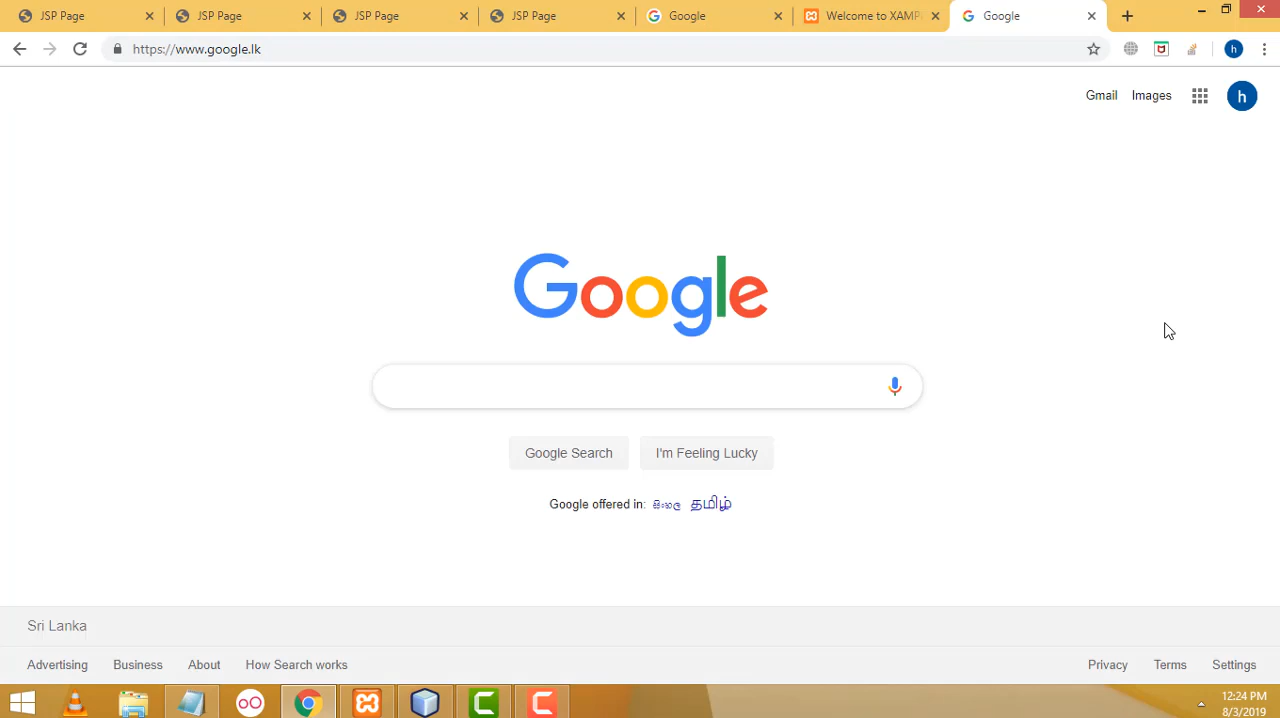 JSP Page JSP Page JSP Page JSP Page Google Welcome to XAMP Google
https://www.google.lk h
Gmail Images h
Google
Google Search I'm Feeling Lucky
Google offered in: සිංහල தமிழ்
Sri Lanka
Advertising Business About How Search works Privacy Terms Settings
12:24 PM
8/3/2019